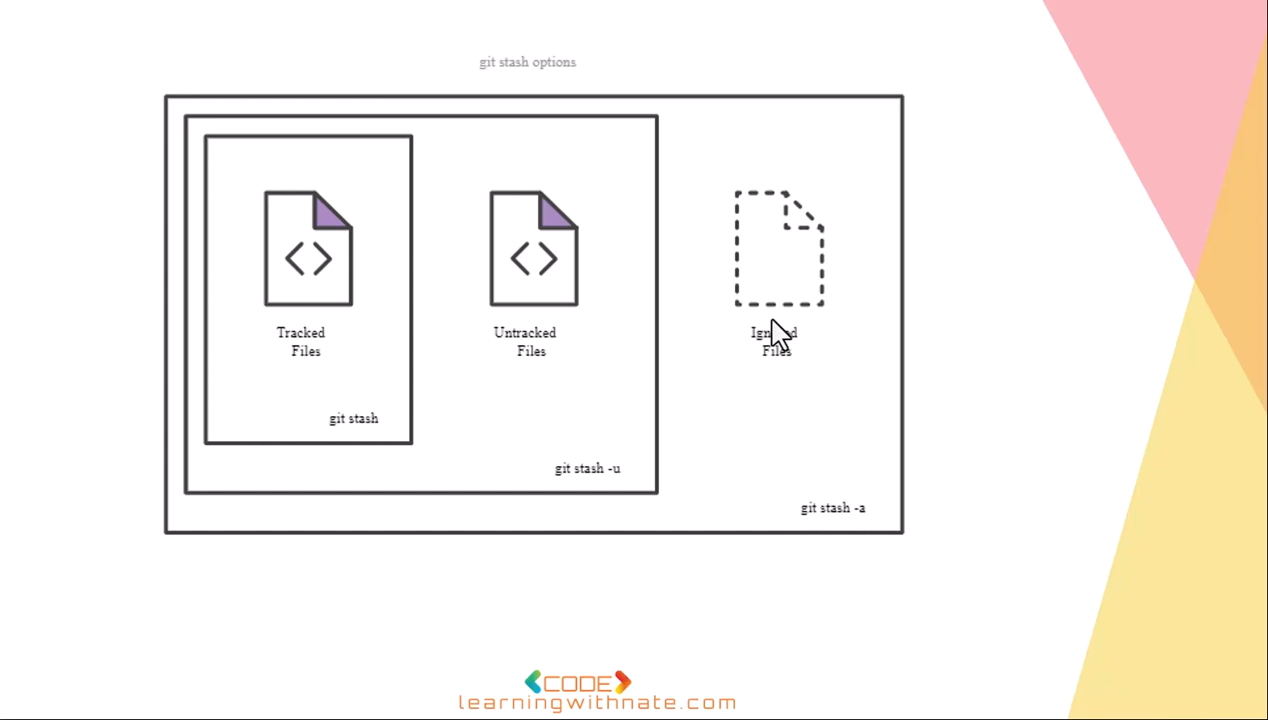 git stash options
Tracked
Files
Untracked
Files
Files
git stash
git stash -u
git stash -a
CODE
learningwithnate.com